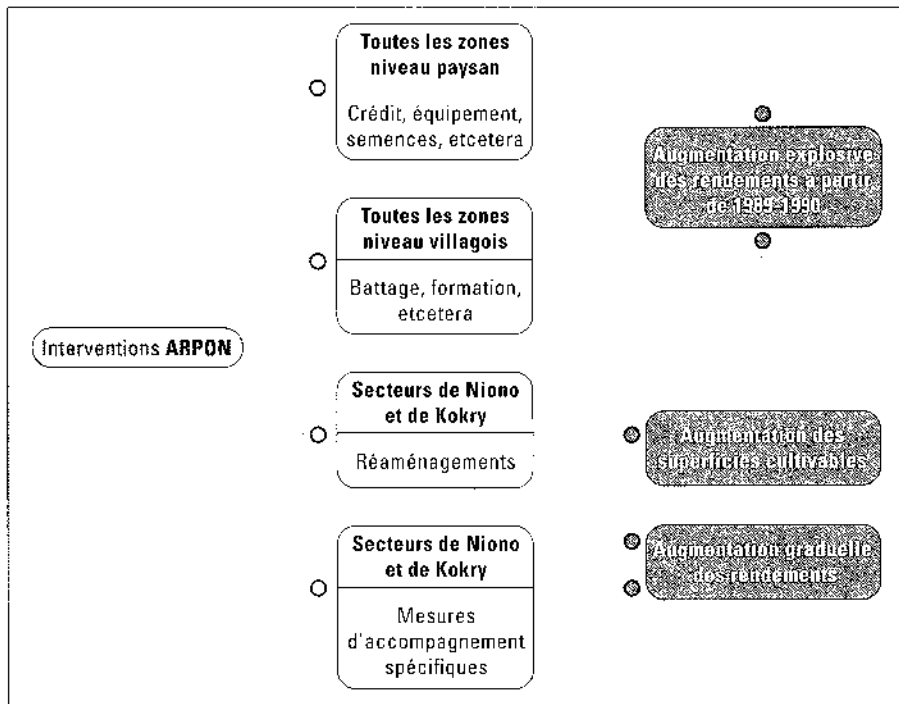 Interventions ARPON
Toutes les zones
niveau paysan
Crédit, équipement,
semences, etcetera
Toutes les zones
niveau villagois
Battage, formation,
etcetera
Secteurs de Niono
et de Kokry
Réaménagements
Secteurs de Niono
et de Kokry
Mesures
d'accompagnement
spécifiques
Augmentation explosive
des rendements à partir
de 1989-1990
Augmentation des
superficies cultivables
Augmentation graduelle
des rendements